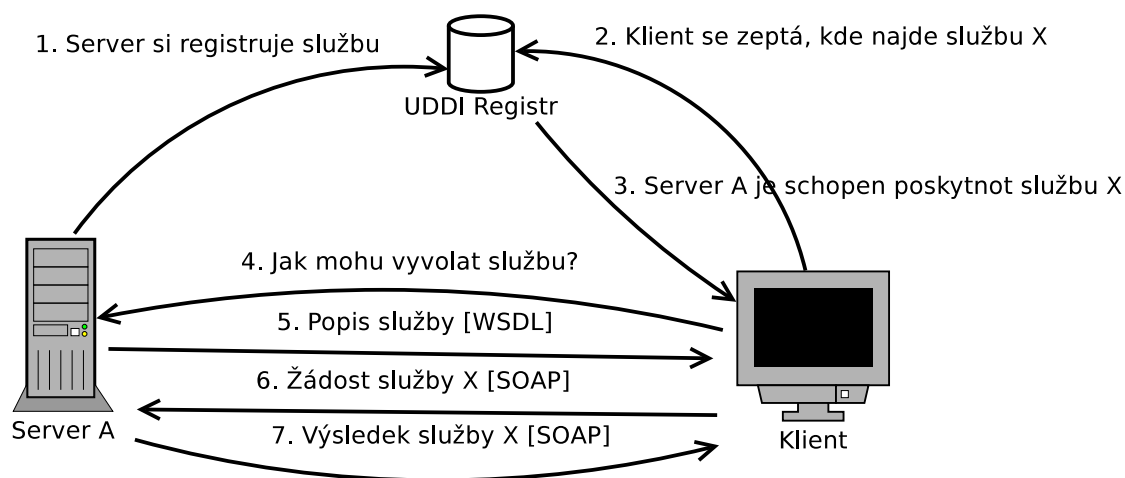 1. Server si registruje službu
2. Klient se zeptá, kde najde službu X
UDDI Registr
3. Server A je schopen poskytnot službu X
4. Jak mohu vyvolat službu?
5. Popis služby [WSDL]
6. Žádost služby X [SOAP]
7. Výsledek služby X [SOAP]
Server A
Klient